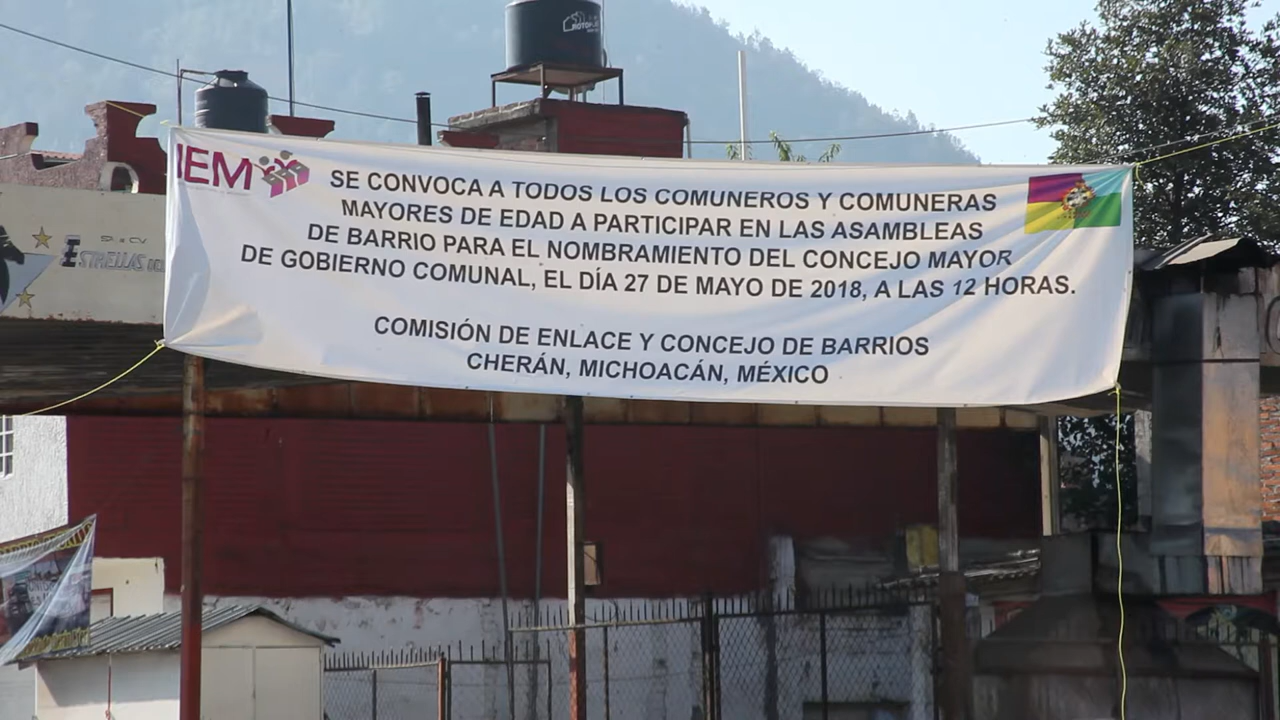 ROTOPLAS
IEM
SE CONVOCA A TODOS LOS COMUNEROS Y COMUNERAS
MAYORES DE EDAD A PARTICIPAR EN LAS ASAMBLEAS
DE BARRIO PARA EL NOMBRAMIENTO DEL CONCEJO MAYOR
DE GOBIERNO COMUNAL, EL DÍA 27 DE MAYO DE 2018, A LAS 12 HORAS.
COMISIÓN DE ENLACE Y CONCEJO DE BARRIOS
CHERÁN, MICHOACÁN, MÉXICO
ESTRELLAS